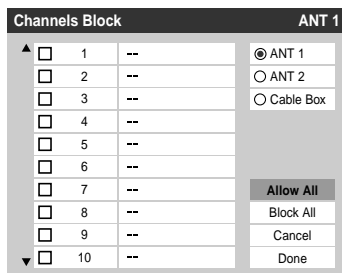 Channels Block ANT 1
1 -- ANT 1
2 -- ANT 2
3 -- Cable Box
4 --
5 --
6 --
7 -- Allow All
8 -- Block All
9 -- Cancel
10 -- Done